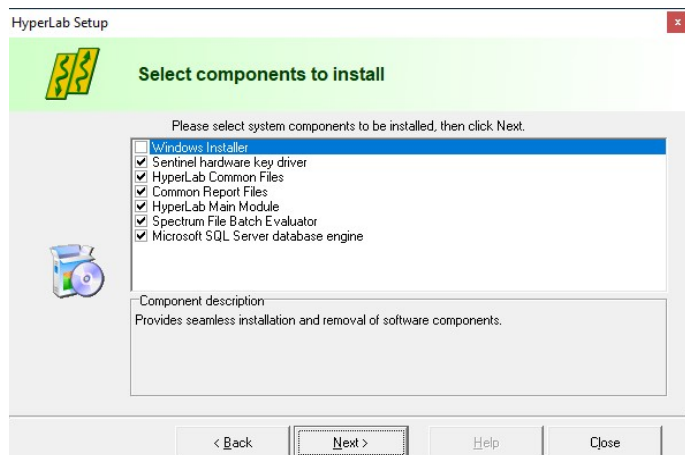 HyperLab Setup
x
Select components to install
Please select system components to be installed, then click Next.
Windows Installer
Sentinel hardware key driver
HyperLab Common Files
Common Report Files
HyperLab Main Module
Spectrum File Batch Evaluator
Microsoft SQL Server database engine
Component description
Provides seamless installation and removal of software components.
< Back Next > Help Close